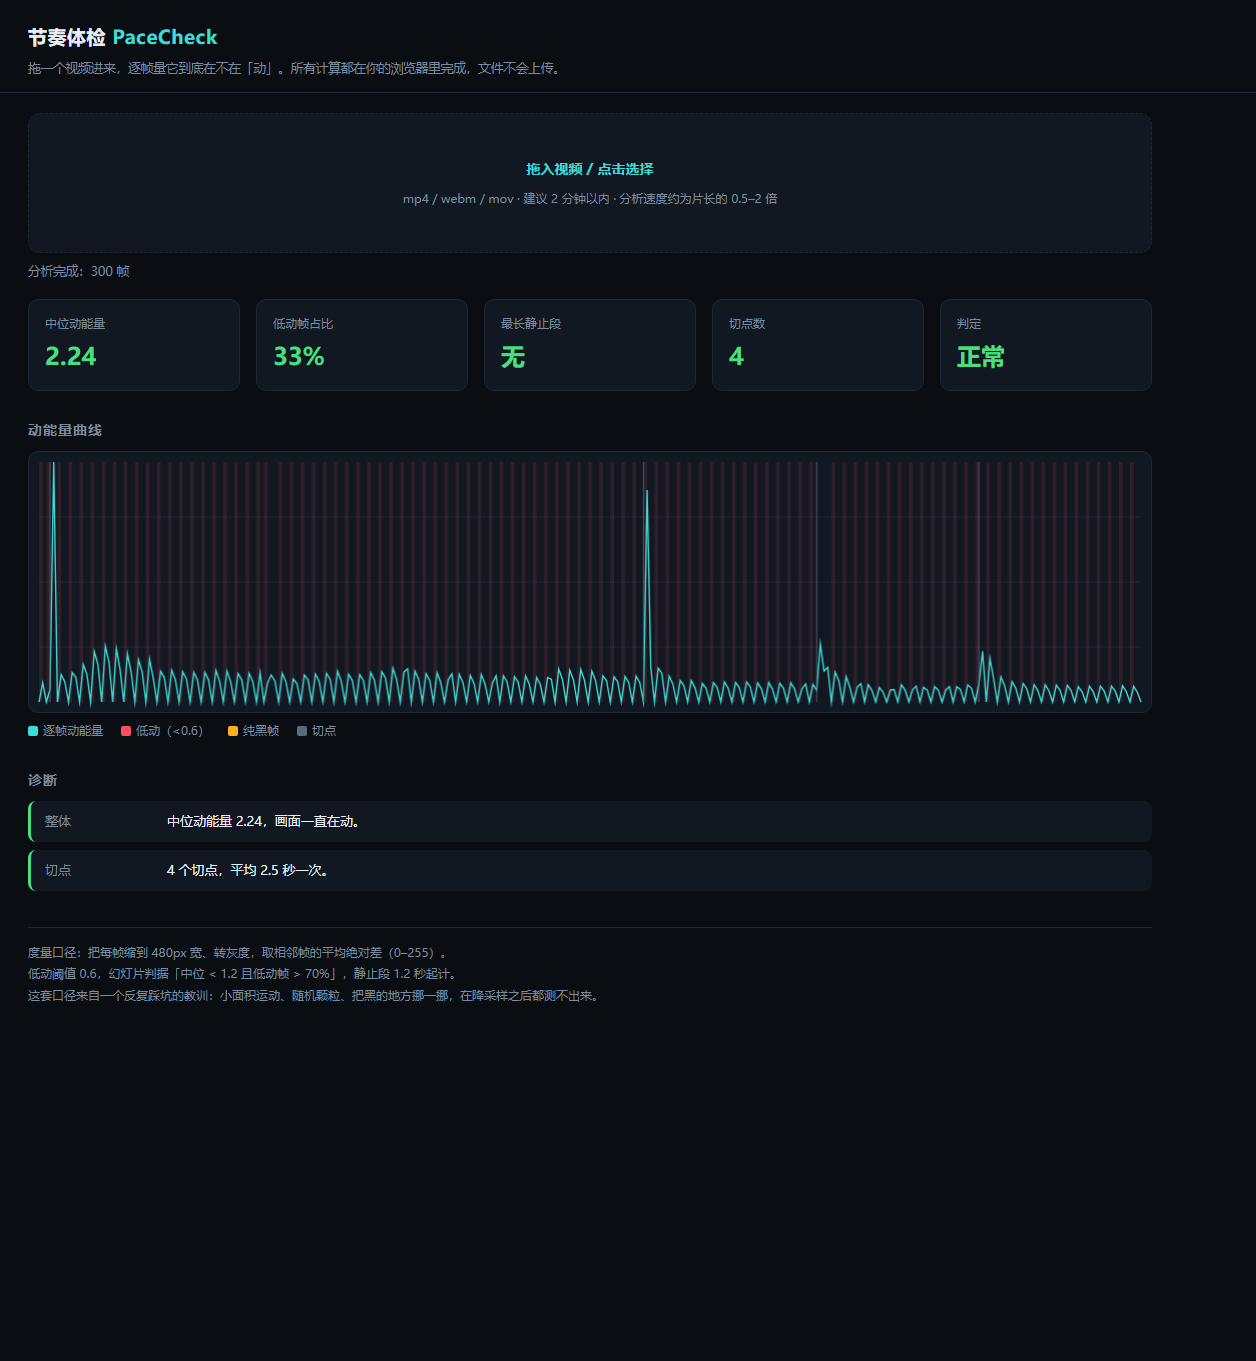 节奏体检 PaceCheck
拖一个视频进来，逐帧量它到底在不在「动」。所有计算都在你的浏览器里完成，文件不会上传。
拖入视频 / 点击选择
mp4 / webm / mov · 建议 2 分钟以内 · 分析速度约为片长的 0.5–2 倍
分析完成：300 帧
中位动能量
2.24
低动帧占比
33%
最长静止段
无
切点数
4
判定
正常
动能量曲线
逐帧动能量
低动（<0.6）
纯黑帧
切点
诊断
整体 中位动能量 2.24，画面一直在动。
切点 4 个切点，平均 2.5 秒一次。
度量口径：把每帧缩到 480px 宽、转灰度，取相邻帧的平均绝对差（0–255）。
低动阈值 0.6，幻灯片判据「中位 < 1.2 且低动帧 > 70%」，静止段 1.2 秒起计。
这套口径来自一个反复踩坑的教训：小面积运动、随机颗粒、把黑的地方挪一挪，在降采样之后都测不出来。